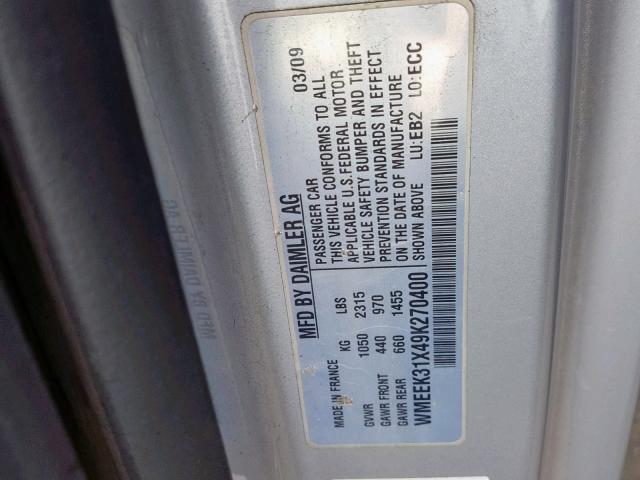 MFD BY DAIMLER AG 03/09
PASSENGER CAR
THIS VEHICLE CONFORMS TO ALL
APPLICABLE U.S.FEDERAL MOTOR
VEHICLE SAFETY BUMPER AND THEFT
PREVENTION STANDARDS IN EFFECT
ON THE DATE OF MANUFACTURE
SHOWN ABOVE LU:EB2 LO:ECC
MADE IN FRANCE KG LBS
GVWR 1050 2315
GAWR FRONT 440 970
GAWR REAR 660 1455
WMEEK31X49K270400